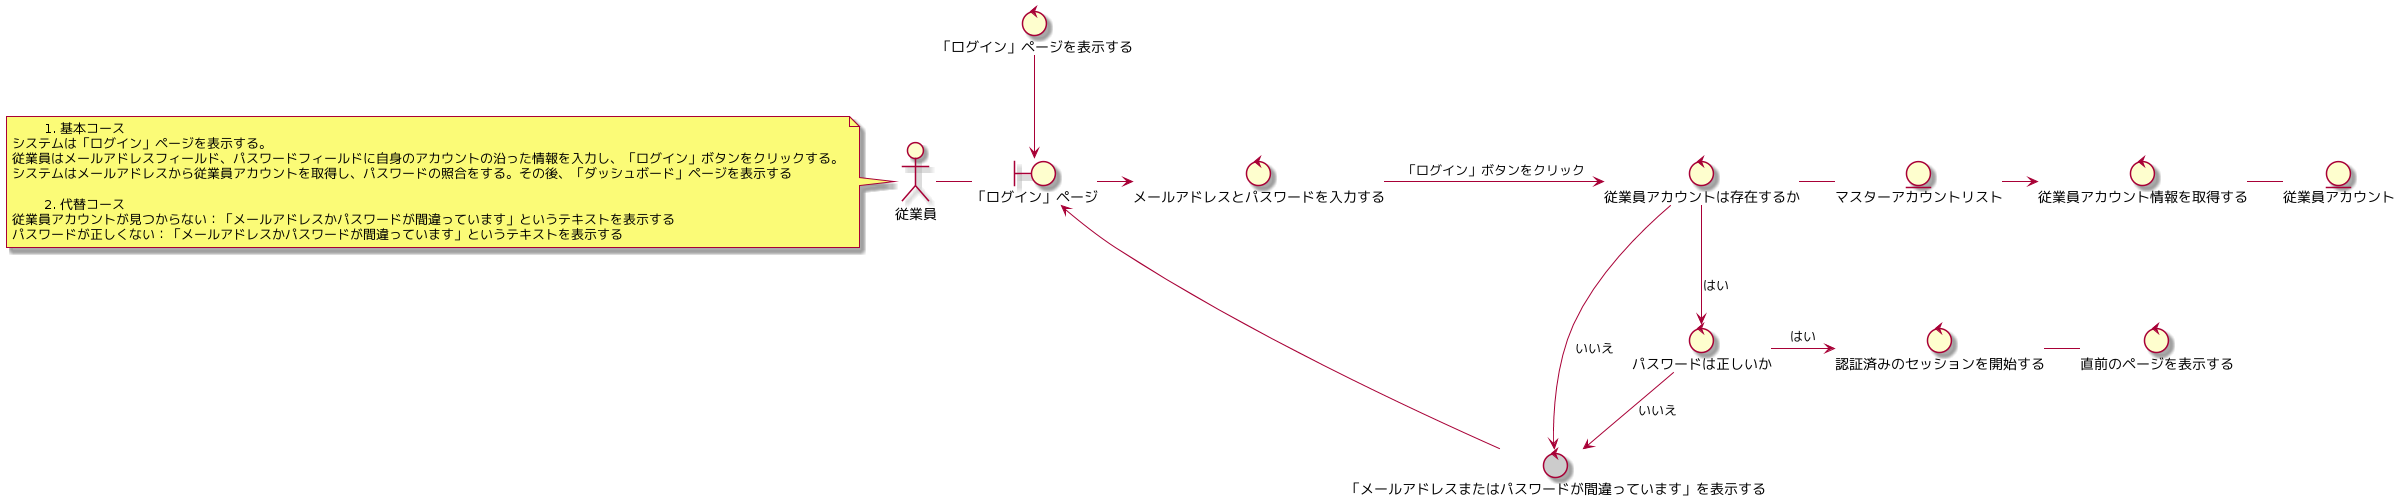 「ログイン」ページを表示する
1. 基本コース
システムは「ログイン」ページを表示する。
従業員はメールアドレスフィールド、パスワードフィールドに自身のアカウントの沿った情報を入力し、「ログイン」ボタンをクリックする。
システムはメールアドレスから従業員アカウントを取得し、パスワードの照合をする。その後、「ダッシュボード」ページを表示する
2. 代替コース
従業員アカウントが見つからない：「メールアドレスかパスワードが間違っています」というテキストを表示する
パスワードが正しくない：「メールアドレスかパスワードが間違っています」というテキストを表示する
従業員
「ログイン」ページ
メールアドレスとパスワードを入力する
「ログイン」ボタンをクリック
従業員アカウントは存在するか
マスターアカウントリスト
従業員アカウント情報を取得する
従業員アカウント
はい
いいえ
パスワードは正しいか
はい
認証済みのセッションを開始する
直前のページを表示する
いいえ
「メールアドレスまたはパスワードが間違っています」を表示する